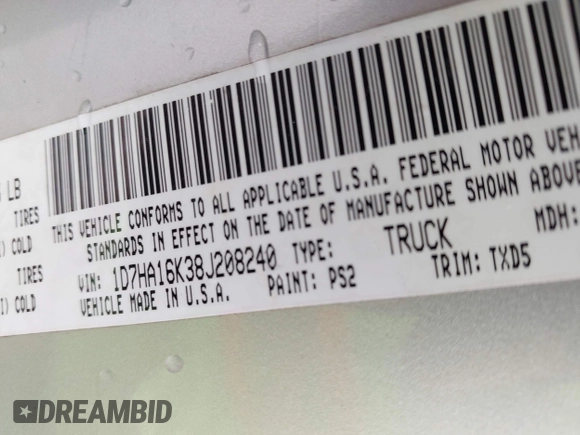 LB
THIS VEHICLE CONFORMS TO ALL APPLICABLE U.S.A. FEDERAL MOTOR VEH
TIRES
STANDARDS IN EFFECT ON THE DATE OF MANUFACTURE SHOWN ABOVE
COLD
VIN: 1D7HA16K38J208240 TYPE: TRUCK MDH:
TIRES
VEHICLE MADE IN U.S.A. PAINT: PS2 TRIM: TXD5
COLD
DREAMBID